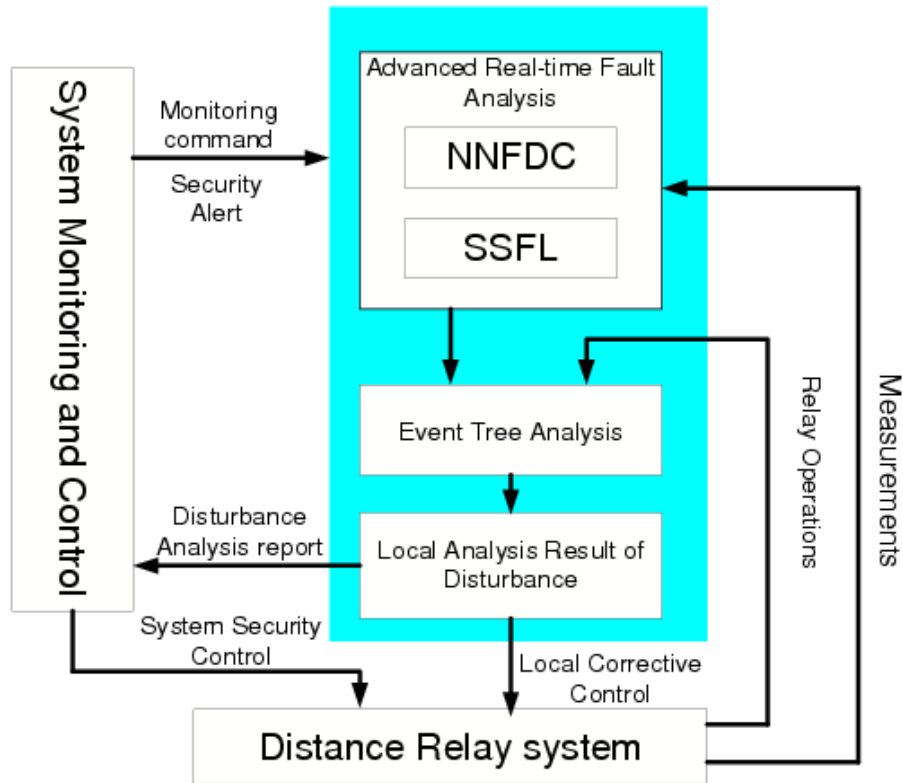 System Monitoring and Control
Monitoring
command
Security
Alert
Advanced Real-time Fault
Analysis
NNFDC
SSFL
Event Tree Analysis
Local Analysis Result of
Disturbance
Disturbance
Analysis report
System Security
Control
Local Corrective
Control
Relay Operations
Measurements
Distance Relay system